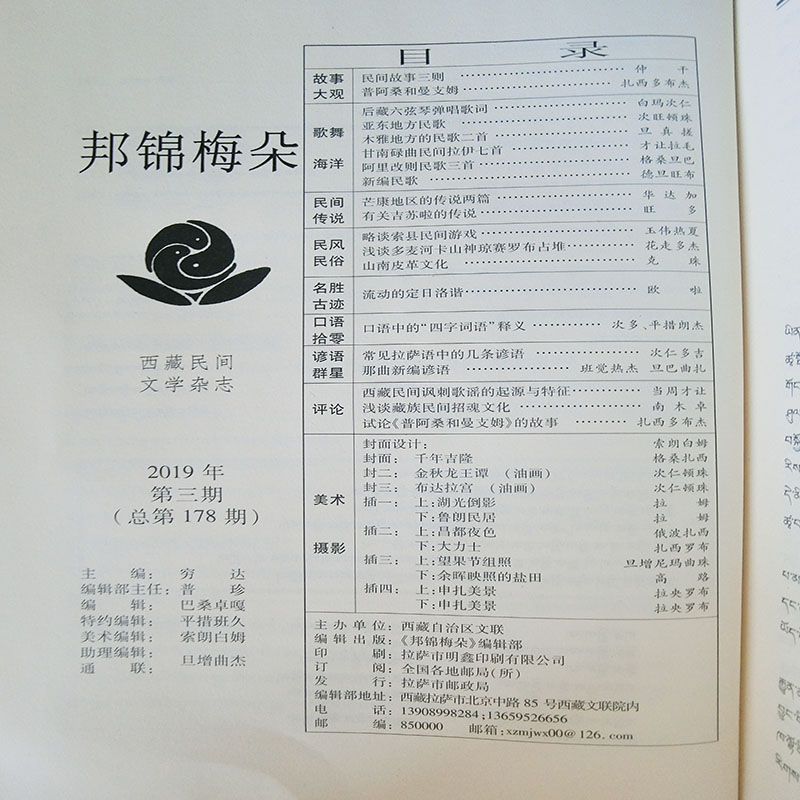 邦锦梅朵
西藏民间
文学杂志
2019 年
第三期
(总第 178 期)
主编：穷达
编辑部主任：普珍
编辑：巴桑卓嘎
特约编辑：平措班久
美术编辑：索朗白姆
助理编辑：
通联：旦增曲杰
目录
故事大观
民间故事三则 …… 仲干
普阿桑和曼支姆 …… 扎西多布杰
歌舞海洋
后藏六弦琴弹唱歌词 …… 白玛次仁
亚东地方民歌 …… 次旺顿珠
木雅地方的民歌二首 …… 旦真搓
甘南碌曲民间拉伊七首 …… 才让拉毛
阿里改则民歌三首 …… 格桑旦巴
新编民歌 …… 德旦旺布
民间传说
芒康地区的传说两篇 …… 华达加
有关吉苏啦的传说 …… 旺多
民风民俗
略谈索县民间游戏 …… 玉伟热夏
浅谈多麦河卡山神琼赛罗布占堆 …… 花走多杰
山南皮革文化 …… 克珠
名胜古迹
流动的定日洛谐 …… 欧啦
口语拾零
口语中的“四字词语”释义 …… 次多、平措朗杰
谚语群星
常见拉萨语中的几条谚语 …… 次仁多吉
那曲新编谚语 …… 班觉热杰 旦巴曲扎
评论
西藏民间讽刺歌谣的起源与特征 …… 当周才让
浅谈藏族民间招魂文化 …… 南木卓
试论《普阿桑和曼支姆》的故事 …… 扎西多布杰
美术摄影
封面设计： 索朗白姆
封面：千年吉隆 格桑扎西
封二：金秋龙王谭（油画） 次仁顿珠
封三：布达拉宫（油画） 次仁顿珠
插一：上：湖光倒影 拉姆
下：鲁朗民居 拉姆
插二：上：昌都夜色 俄波扎西
下：大力士 扎西罗布
插三：上：望果节组照 旦增尼玛曲珠
下：余晖映照的盐田 高路
插四：上：申扎美景 拉央罗布
下：申扎美景 拉央罗布
主办单位：西藏自治区文联
编辑出版：《邦锦梅朵》编辑部
印刷：拉萨市明鑫印刷有限公司
订阅：全国各地邮局(所)
发行：拉萨市邮政局
编辑部地址：西藏拉萨市北京中路 85 号西藏文联院内
电话：13908998284；13659526656
邮编：850000 邮箱：xzmjwx00@126.com